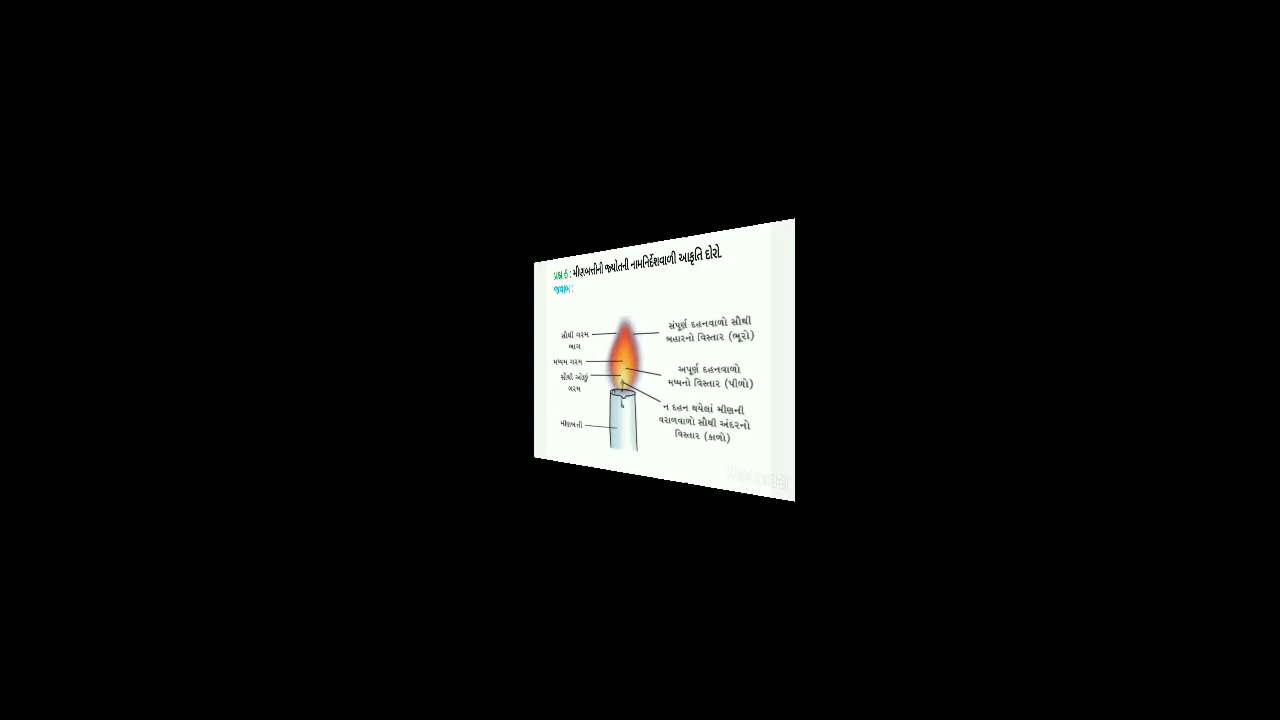 પ્રશ્ન 6 : મીણબત્તીની જ્યોતની નામનિર્દેશવાળી આકૃતિ દોરો.
જવાબ :
સૌથી ગરમ
ભાગ
મધ્યમ ગરમ
સૌથી ઓછું
ગરમ
મીણબત્તી
સંપૂર્ણ દહનવાળો સૌથી
બહારનો વિસ્તાર (ભૂરો)
અપૂર્ણ દહનવાળો
મધ્યનો વિસ્તાર (પીળો)
ન દહન થયેલાં મીણની
વરાળવાળો સૌથી અંદરનો
વિસ્તાર (કાળો)
XRecorder